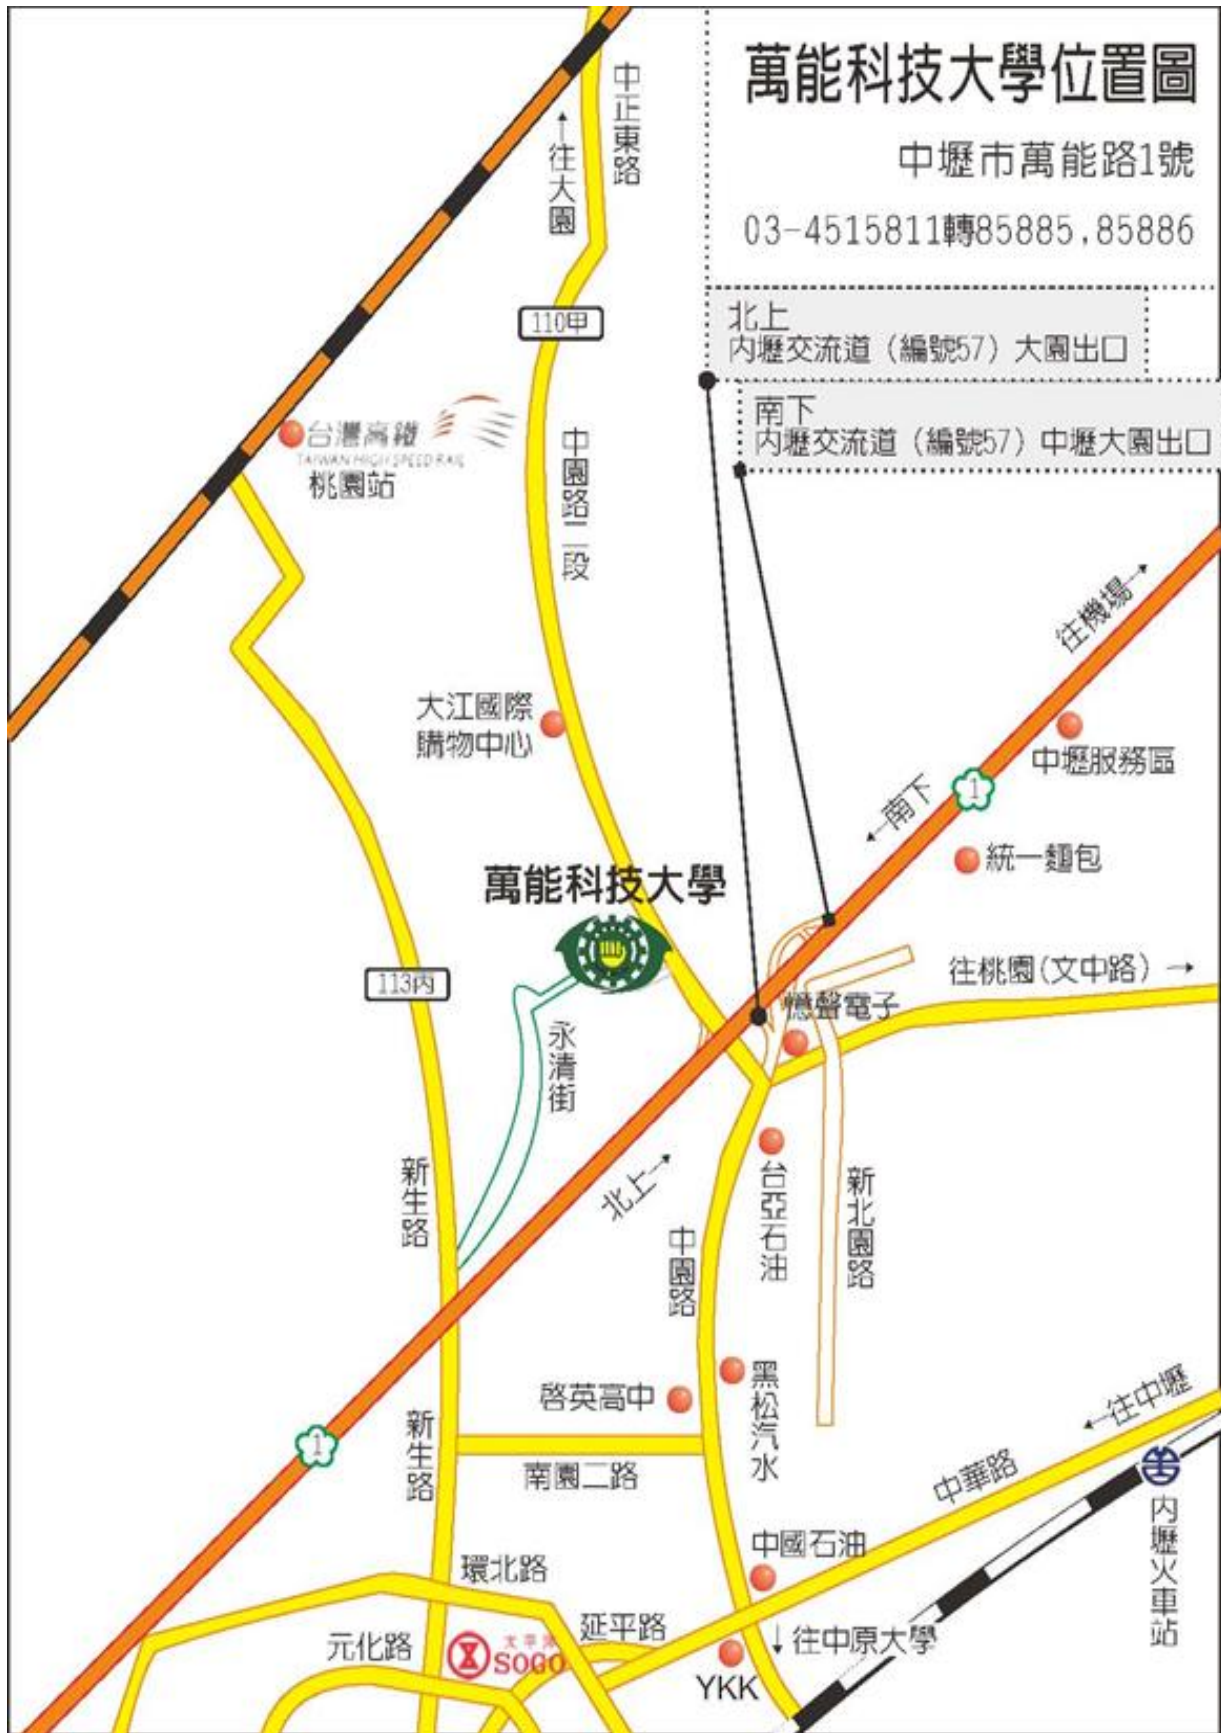 萬能科技大學位置圖
中壢市萬能路1號
03-4515811轉85885,85886
北上
內壢交流道（編號57）大園出口
南下
內壢交流道（編號57）中壢大園出口
中正東路
←往大園
110甲
台灣高鐵
TAIWAN HIGH SPEED RAIL
桃園站
中園路二段
往機場→
大江國際
購物中心
中壢服務區
1
←南下
統一麵包
萬能科技大學
往桃園(文中路) →
113內
憶聲電子
永清街
新生路
北上→
台亞石油
新北園路
中園路
啓英高中
黑松汽水
←往中壢
1
新生路
南園二路
中華路
內壢火車站
中國石油
環北路
延平路
↓往中原大學
元化路
太平洋
SOGO
YKK